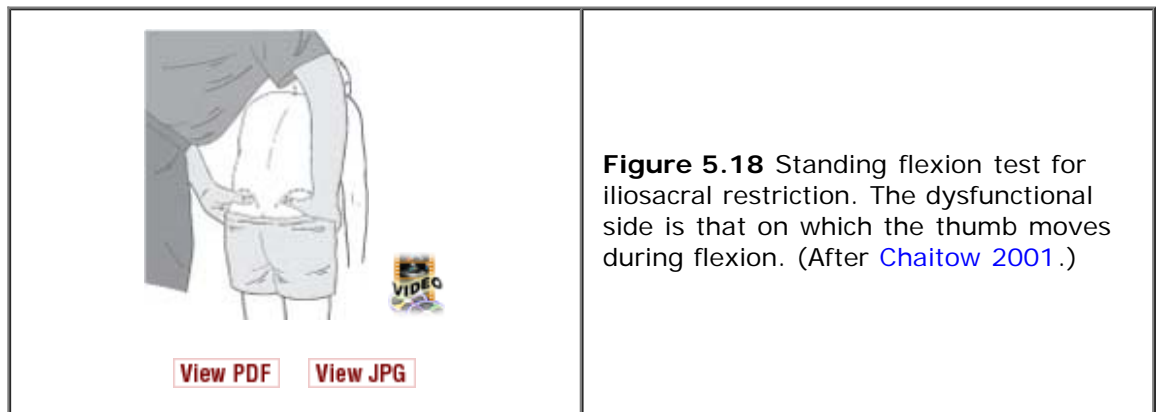 VIDEO
View PDF View JPG
Figure 5.18 Standing flexion test for
iliosacral restriction. The dysfunctional
side is that on which the thumb moves
during flexion. (After Chaitow 2001.)